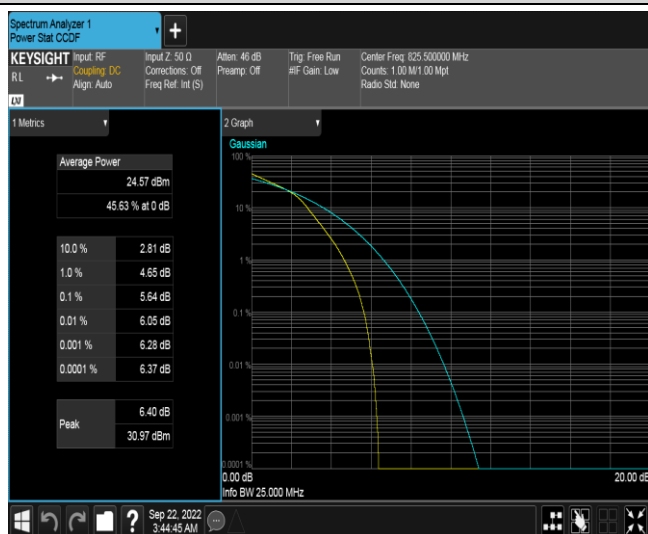 Spectrum Analyzer 1
Power Stat CCDF
KEYSIGHT
RL
LXI
Input: RF
Coupling: DC
Align: Auto
Input Z: 50 Ω
Corrections: Off
Freq Ref: Int (S)
Atten: 46 dB
Preamp: Off
Trig: Free Run
#IF Gain: Low
Center Freq: 825.500000 MHz
Counts: 1.00 M/1.00 Mpt
Radio Std: None
1 Metrics
Average Power
24.57 dBm
45.63 % at 0 dB
10.0 % 2.81 dB
1.0 % 4.65 dB
0.1 % 5.64 dB
0.01 % 6.05 dB
0.001 % 6.28 dB
0.0001 % 6.37 dB
Peak
6.40 dB
30.97 dBm
2 Graph
Gaussian
100 %
10 %
1 %
0.1 %
0.01 %
0.001 %
0.0001 %
0.00 dB 20.00 dB
Info BW 25.000 MHz
?
Sep 22, 2022
3:44:45 AM